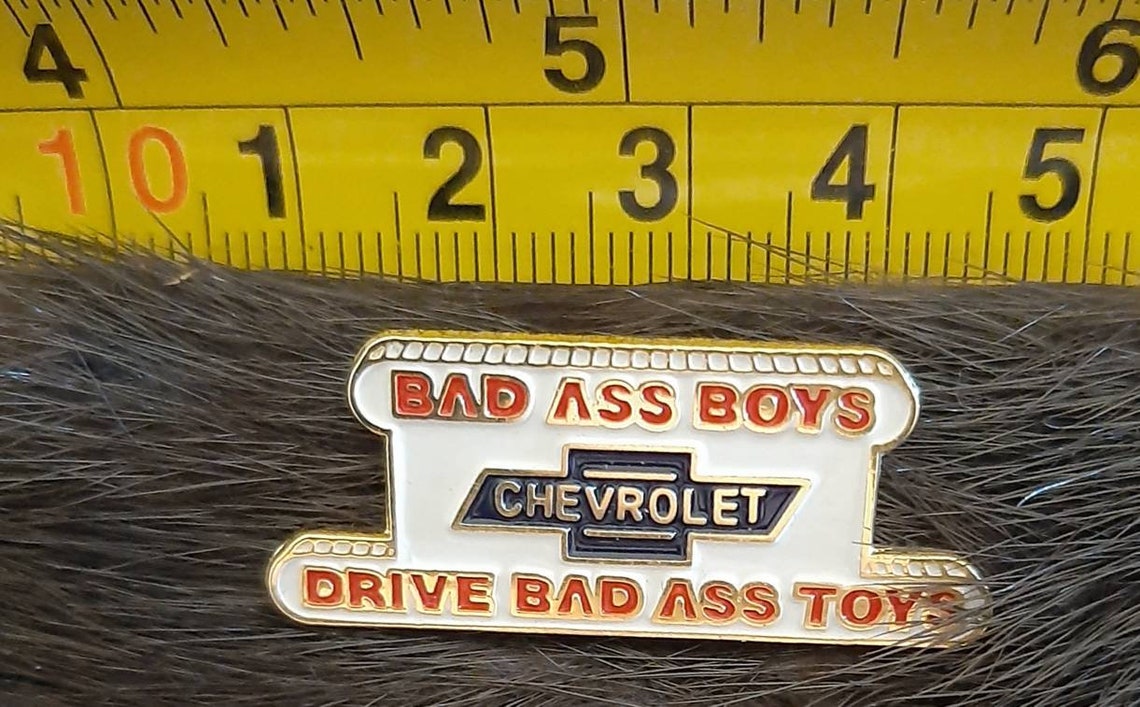 4 5 6
10 1 2 3 4 5
BAD ASS BOYS
CHEVROLET
DRIVE BAD ASS TOYS